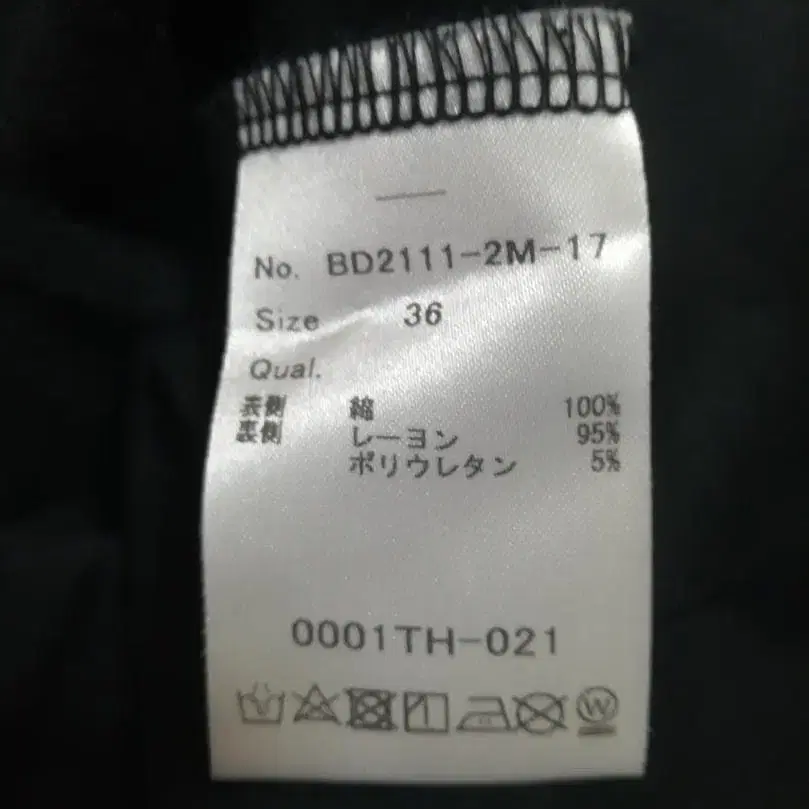 No. BD2111-2M-17
Size 36
Qual.
表側 綿 100%
裏側 レーヨン 95%
ポリウレタン 5%
0001TH-021
W